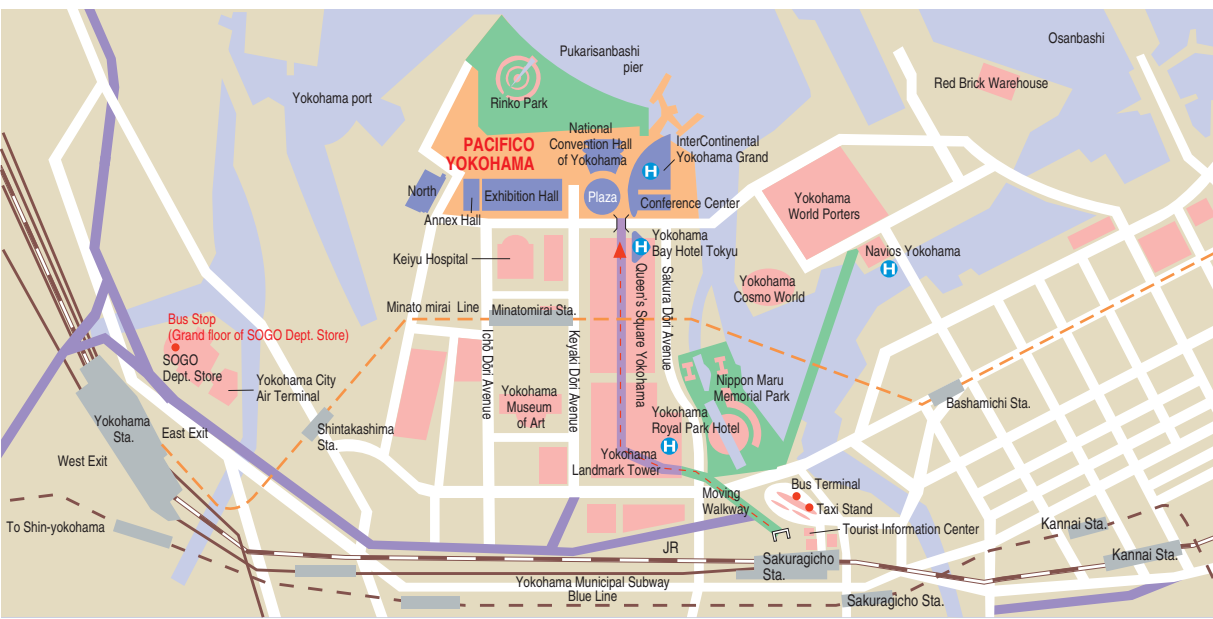 Osanbashi
Pukarisanbashi
pier
Red Brick Warehouse
Yokohama port
Rinko Park
National
Convention Hall
of Yokohama
PACIFICO
YOKOHAMA
InterContinental
Yokohama Grand
H
North
Exhibition Hall
Plaza
Conference Center
Annex Hall
Yokohama
World Porters
Yokohama
Bay Hotel Tokyu
H
Navios Yokohama
H
Keiyu Hospital
Queen's Square Yokohama
Sakura Dōri Avenue
Yokohama
Cosmo World
Minato mirai Line
Minatomirai Sta.
Bus Stop
(Grand floor of SOGO Dept. Store)
SOGO
Dept. Store
Ichō Dōri Avenue
Keyaki Dōri Avenue
Yokohama City
Air Terminal
Nippon Maru
Memorial Park
Yokohama
Museum
of Art
Bashamichi Sta.
Yokohama
Royal Park Hotel
H
Yokohama
Sta.
East Exit
Shintakashima
Sta.
West Exit
Yokohama
Landmark Tower
Bus Terminal
Moving
Walkway
Taxi Stand
To Shin-yokohama
Tourist Information Center
Kannai Sta.
JR
Kannai Sta.
Sakuragicho
Sta.
Yokohama Municipal Subway
Blue Line
Sakuragicho Sta.